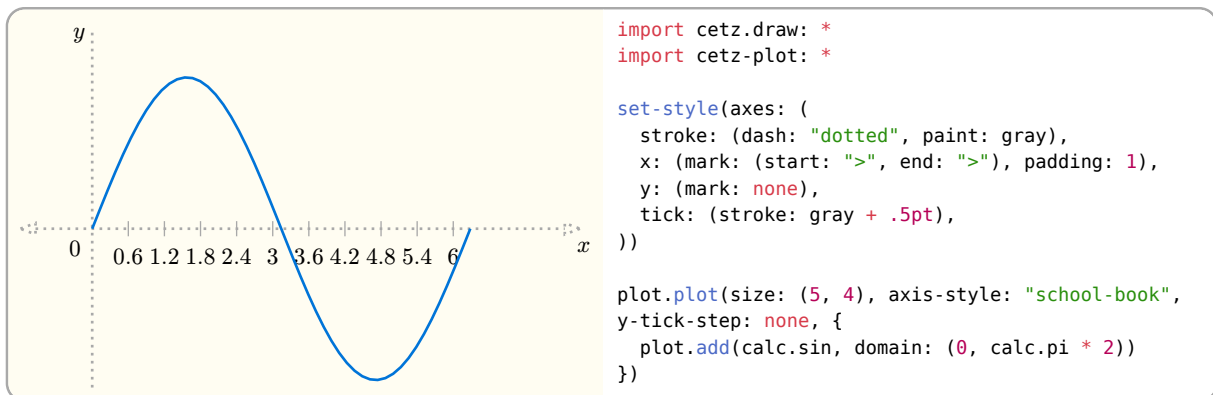 y
0
0.6 1.2 1.8 2.4 3 3.6 4.2 4.8 5.4 6
x
import cetz.draw: *
import cetz-plot: *
set-style(axes: (
  stroke: (dash: "dotted", paint: gray),
  x: (mark: (start: ">", end: ">"), padding: 1),
  y: (mark: none),
  tick: (stroke: gray + .5pt),
))
plot.plot(size: (5, 4), axis-style: "school-book",
y-tick-step: none, {
  plot.add(calc.sin, domain: (0, calc.pi * 2))
})